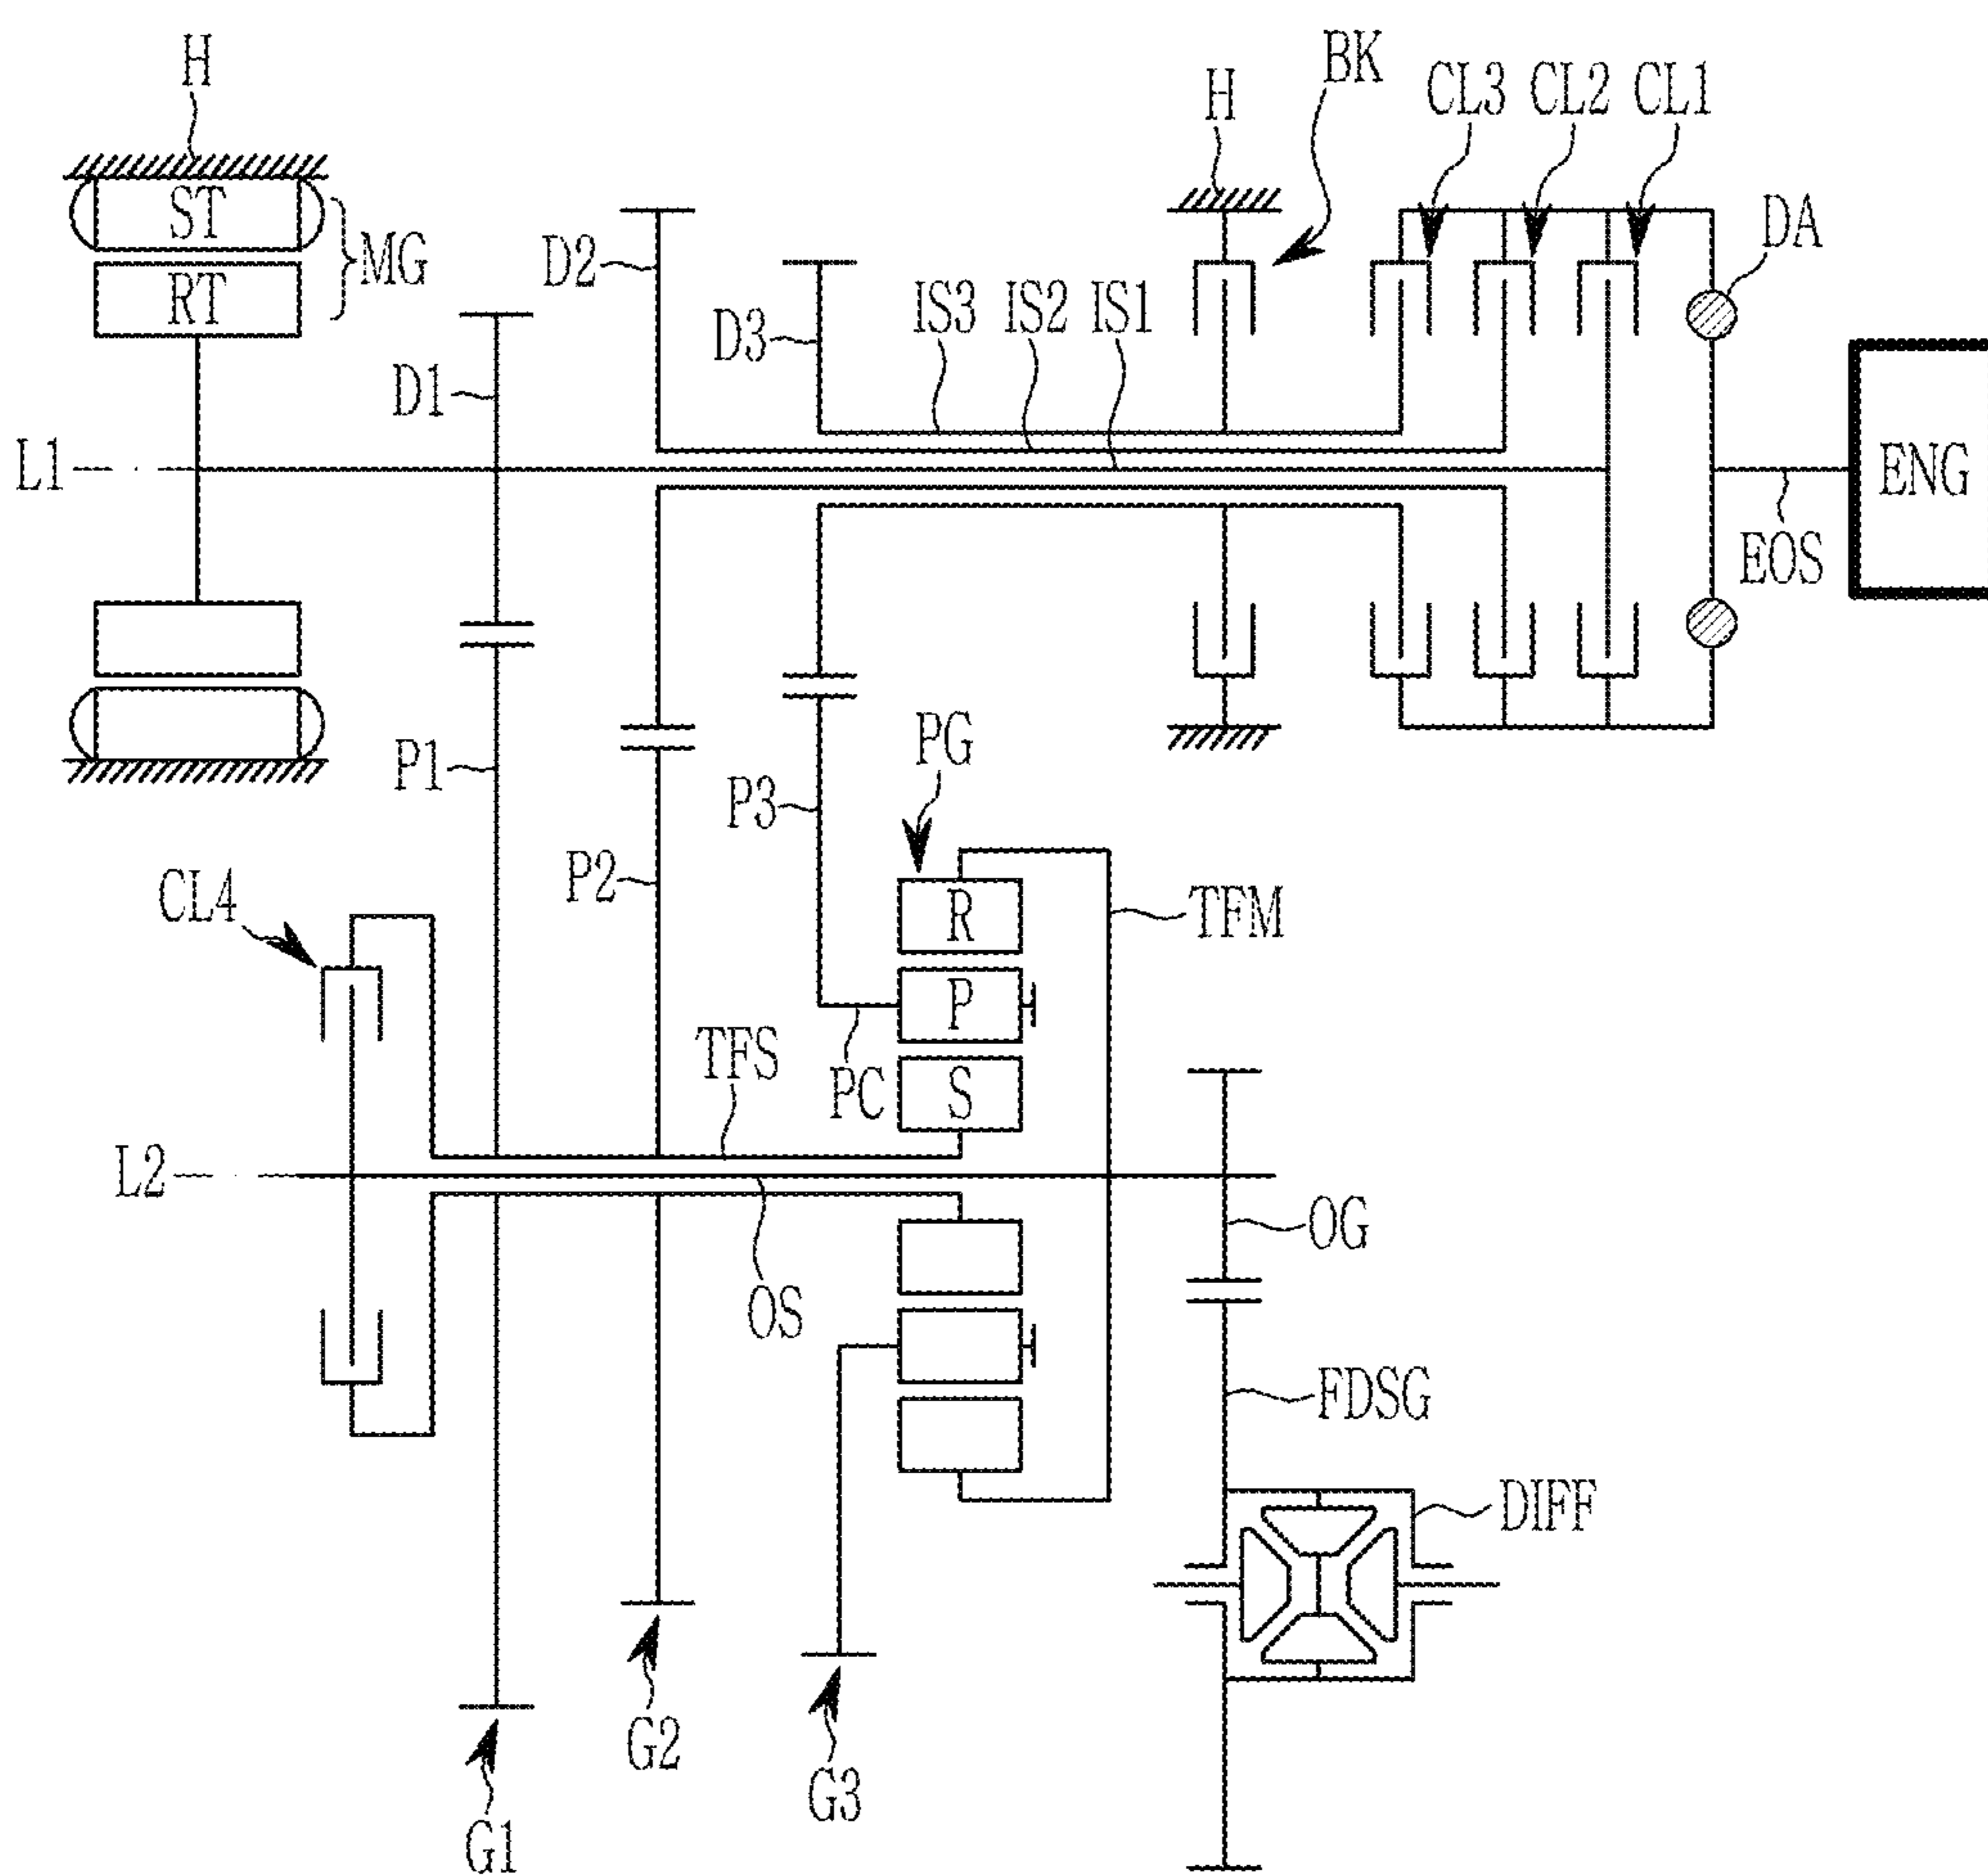 H
BK
H
CL3 CL2 CL1
ST
DA
D2
MG
RT
IS3 IS2 IS1
D3
D1
L1
ENG
EOS
PG
P1
P3
P2
CL4
R
TFM
P
TFS
PC
S
L2
OG
OS
FDSG
DIFF
G2
G3
G1